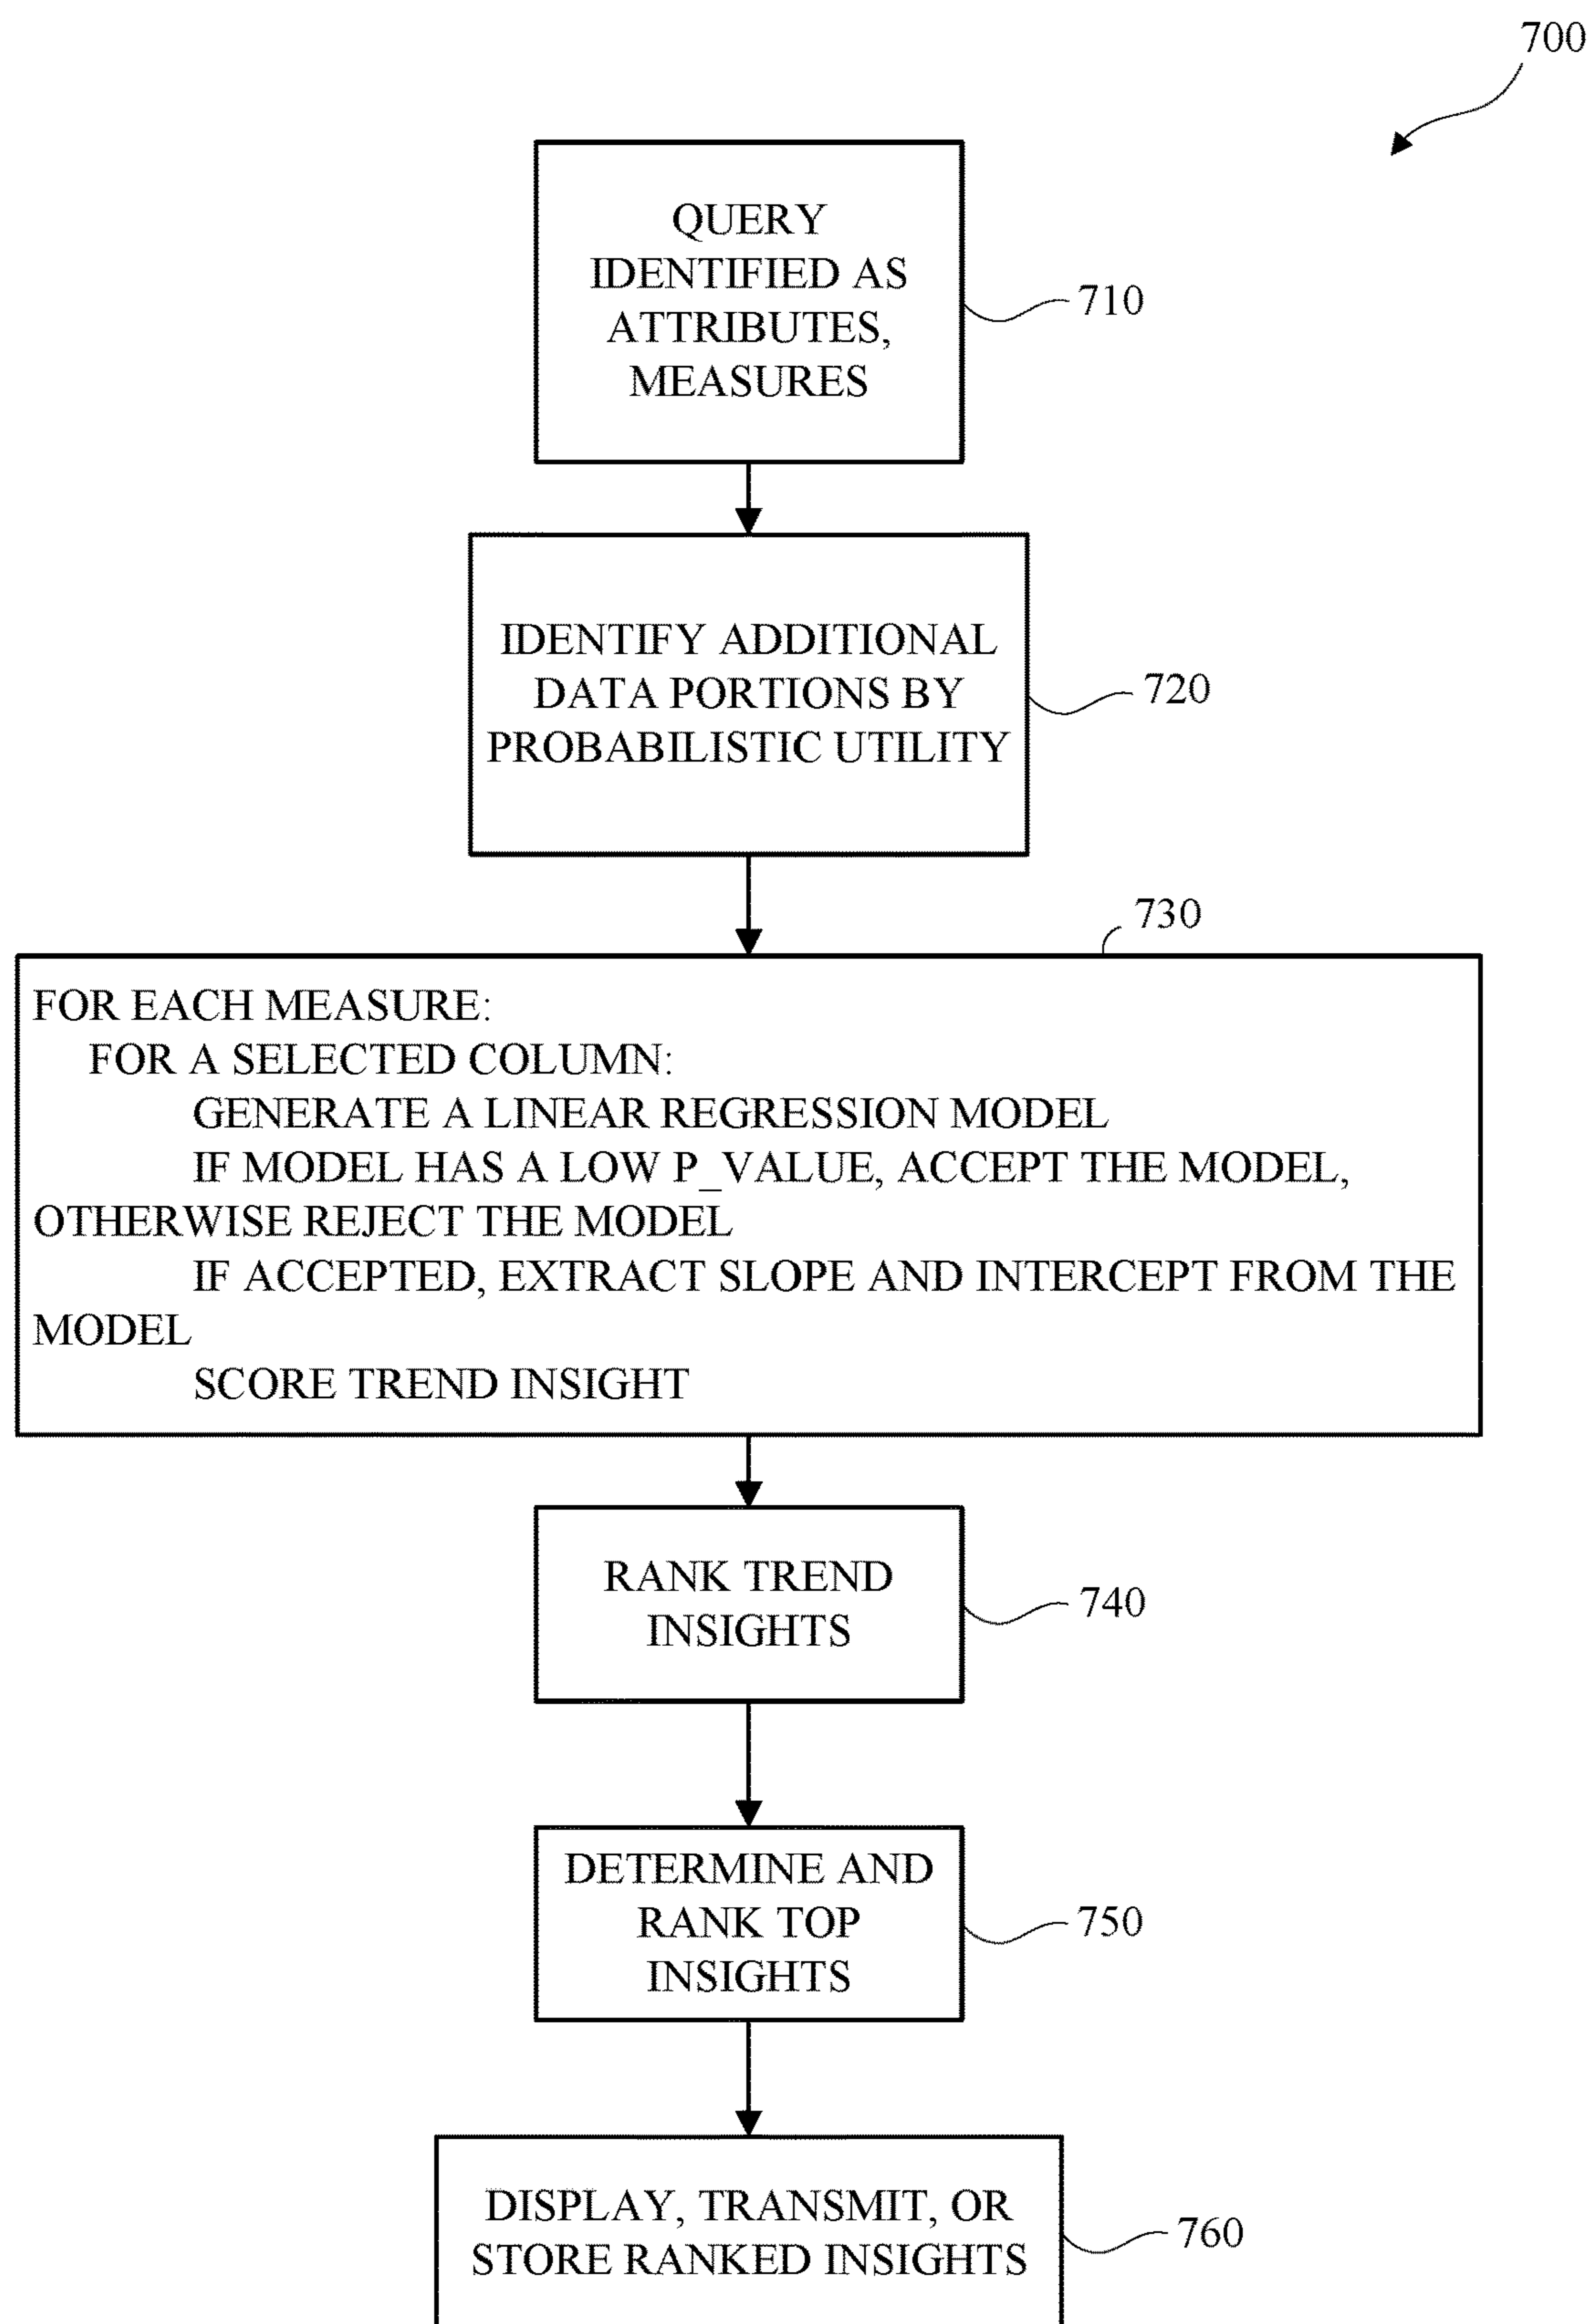 700
QUERY
IDENTIFIED AS
ATTRIBUTES,
MEASURES
710
IDENTIFY ADDITIONAL
DATA PORTIONS BY
PROBABILISTIC UTILITY
720
730
FOR EACH MEASURE:
FOR A SELECTED COLUMN:
GENERATE A LINEAR REGRESSION MODEL
IF MODEL HAS A LOW P_VALUE, ACCEPT THE MODEL,
OTHERWISE REJECT THE MODEL
IF ACCEPTED, EXTRACT SLOPE AND INTERCEPT FROM THE
MODEL
SCORE TREND INSIGHT
RANK TREND
INSIGHTS
740
DETERMINE AND
RANK TOP
INSIGHTS
750
DISPLAY, TRANSMIT, OR
STORE RANKED INSIGHTS
760